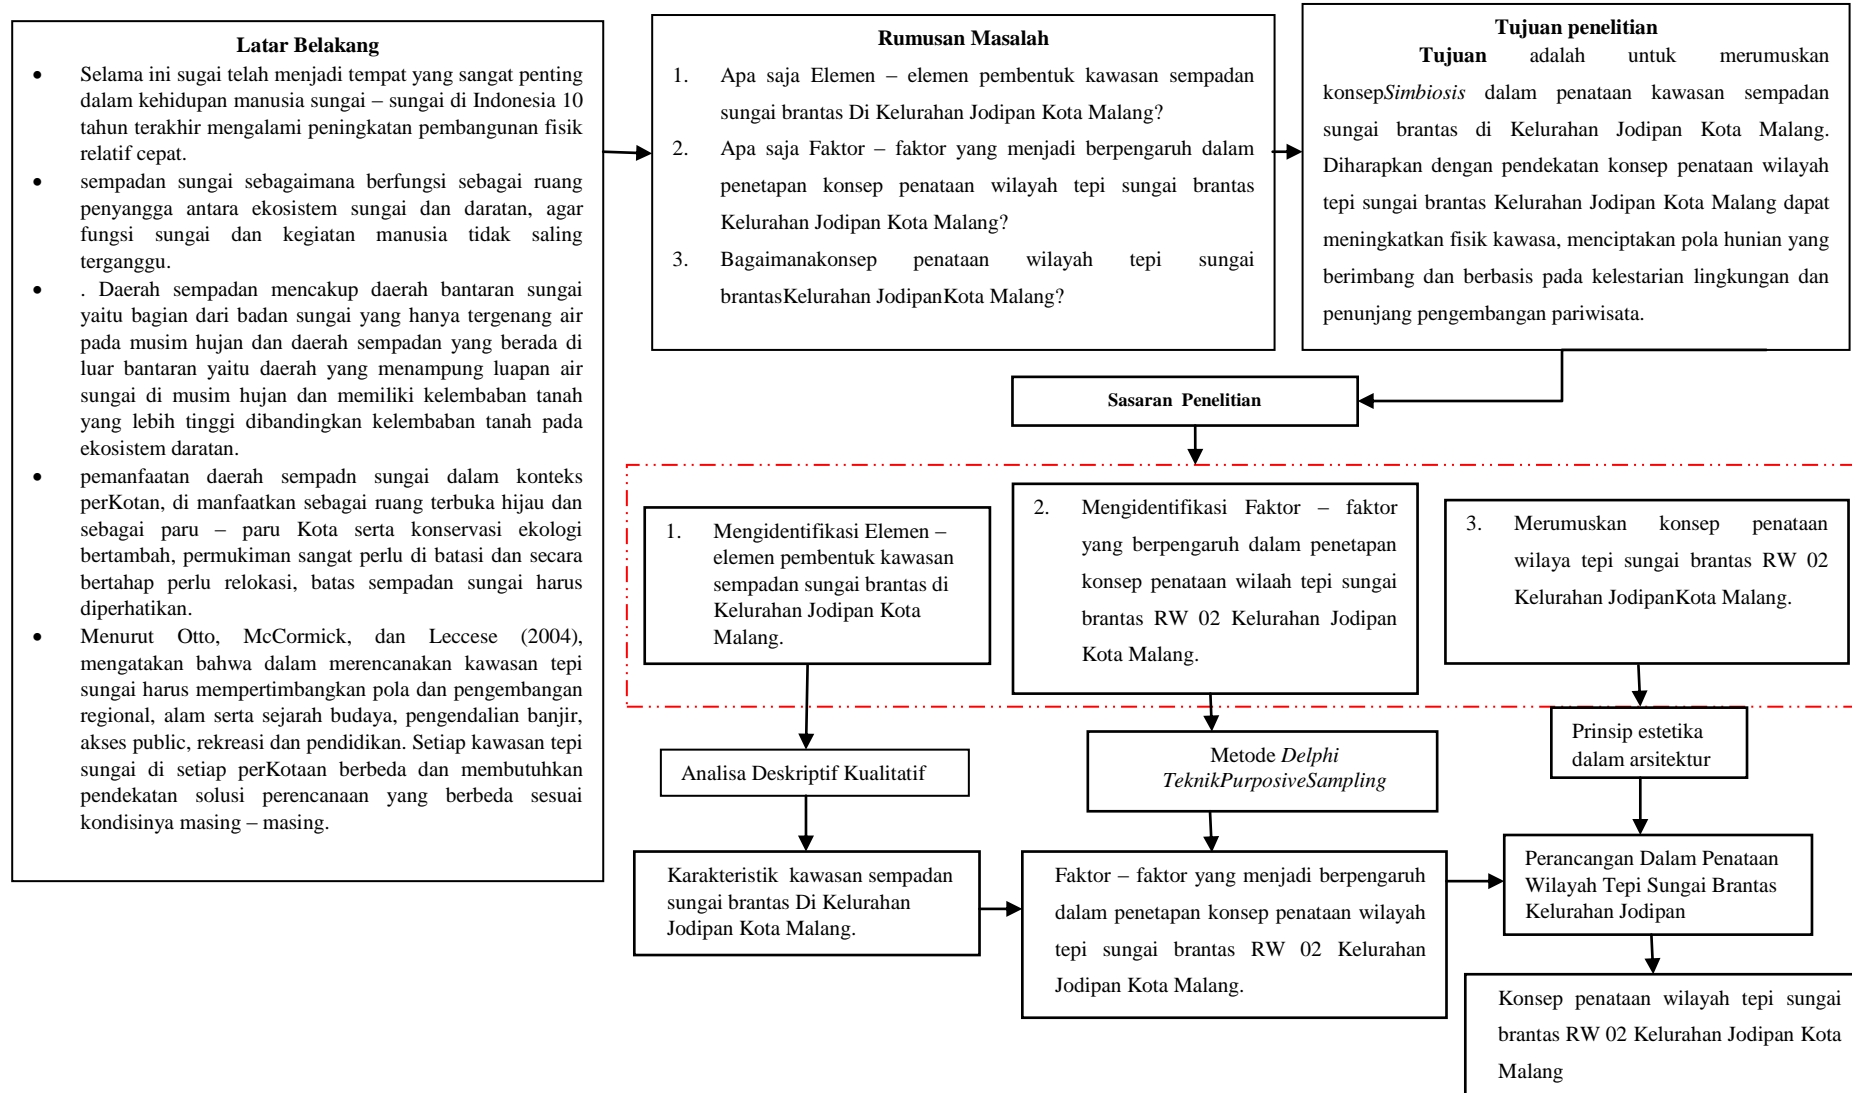 Latar Belakang
• Selama ini sugai telah menjadi tempat yang sangat penting
dalam kehidupan manusia sungai – sungai di Indonesia 10
tahun terakhir mengalami peningkatan pembangunan fisik
relatif cepat.
• sempadan sungai sebagaimana berfungsi sebagai ruang
penyangga antara ekosistem sungai dan daratan, agar
fungsi sungai dan kegiatan manusia tidak saling
terganggu.
• . Daerah sempadan mencakup daerah bantaran sungai
yaitu bagian dari badan sungai yang hanya tergenang air
pada musim hujan dan daerah sempadan yang berada di
luar bantaran yaitu daerah yang menampung luapan air
sungai di musim hujan dan memiliki kelembaban tanah
yang lebih tinggi dibandingkan kelembaban tanah pada
ekosistem daratan.
• pemanfaatan daerah sempadn sungai dalam konteks
perKotan, di manfaatkan sebagai ruang terbuka hijau dan
sebagai paru – paru Kota serta konservasi ekologi
bertambah, permukiman sangat perlu di batasi dan secara
bertahap perlu relokasi, batas sempadan sungai harus
diperhatikan.
• Menurut Otto, McCormick, dan Leccese (2004),
mengatakan bahwa dalam merencanakan kawasan tepi
sungai harus mempertimbangkan pola dan pengembangan
regional, alam serta sejarah budaya, pengendalian banjir,
akses public, rekreasi dan pendidikan. Setiap kawasan tepi
sungai di setiap perKotaan berbeda dan membutuhkan
pendekatan solusi perencanaan yang berbeda sesuai
kondisinya masing – masing.
Rumusan Masalah
1. Apa saja Elemen – elemen pembentuk kawasan sempadan
sungai brantas Di Kelurahan Jodipan Kota Malang?
2. Apa saja Faktor – faktor yang menjadi berpengaruh dalam
penetapan konsep penataan wilayah tepi sungai brantas
Kelurahan Jodipan Kota Malang?
3. Bagaimanakonsep penataan wilayah tepi sungai
brantasKelurahan JodipanKota Malang?
Tujuan penelitian
Tujuan adalah untuk merumuskan
konsepSimbiosis dalam penataan kawasan sempadan
sungai brantas di Kelurahan Jodipan Kota Malang.
Diharapkan dengan pendekatan konsep penataan wilayah
tepi sungai brantas Kelurahan Jodipan Kota Malang dapat
meningkatkan fisik kawasa, menciptakan pola hunian yang
berimbang dan berbasis pada kelestarian lingkungan dan
penunjang pengembangan pariwisata.
Sasaran Penelitian
1. Mengidentifikasi Elemen –
elemen pembentuk kawasan
sempadan sungai brantas di
Kelurahan Jodipan Kota
Malang.
2. Mengidentifikasi Faktor – faktor
yang berpengaruh dalam penetapan
konsep penataan wilaah tepi sungai
brantas RW 02 Kelurahan Jodipan
Kota Malang.
3. Merumuskan konsep penataan
wilaya tepi sungai brantas RW 02
Kelurahan JodipanKota Malang.
Analisa Deskriptif Kualitatif
Metode Delphi
TeknikPurposiveSampling
Prinsip estetika
dalam arsitektur
Karakteristik kawasan sempadan
sungai brantas Di Kelurahan
Jodipan Kota Malang.
Faktor – faktor yang menjadi berpengaruh
dalam penetapan konsep penataan wilayah
tepi sungai brantas RW 02 Kelurahan
Jodipan Kota Malang.
Perancangan Dalam Penataan
Wilayah Tepi Sungai Brantas
Kelurahan Jodipan
Konsep penataan wilayah tepi sungai
brantas RW 02 Kelurahan Jodipan Kota
Malang